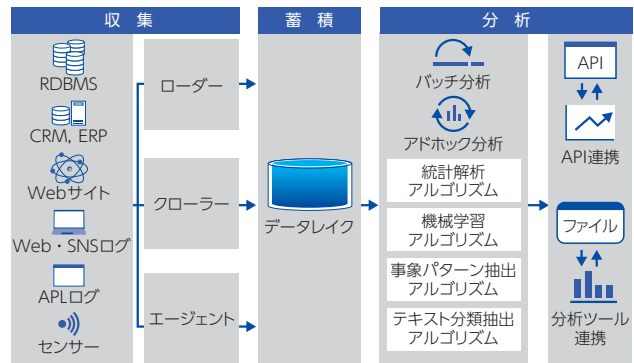 収 集
蓄 積
分 析
RDBMS
CRM, ERP
Webサイト
Web・SNSログ
APLログ
センサー
ローダー
クローラー
エージェント
データレイク
バッチ分析
アドホック分析
統計解析
アルゴリズム
機械学習
アルゴリズム
事象パターン抽出
アルゴリズム
テキスト分類抽出
アルゴリズム
API
API連携
ファイル
分析ツール
連携